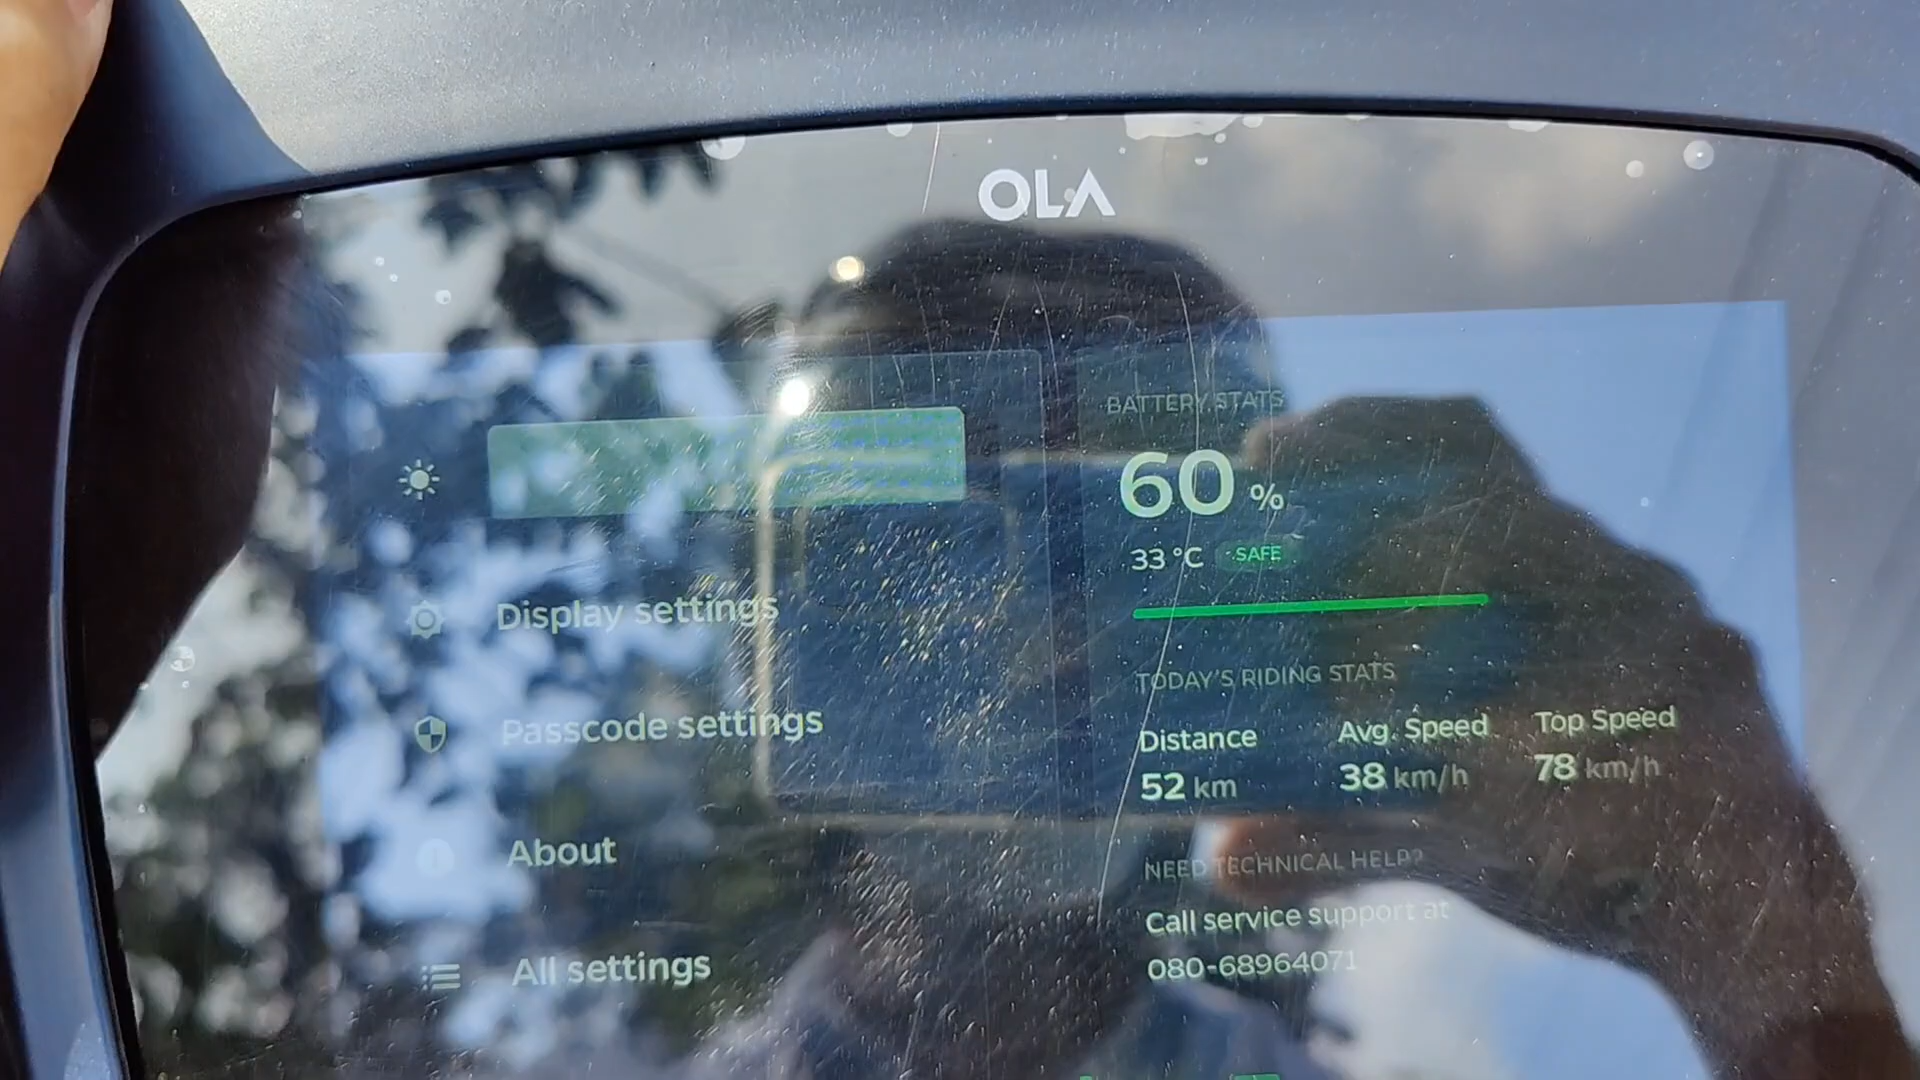 OLA
Display settings
Passcode settings
About
All settings
BATTERY STATS
60 %
33 °C SAFE
TODAY'S RIDING STATS
Distance Avg. Speed Top Speed
52 km 38 km/h 78 km/h
NEED TECHNICAL HELP?
Call service support at
080-68964071